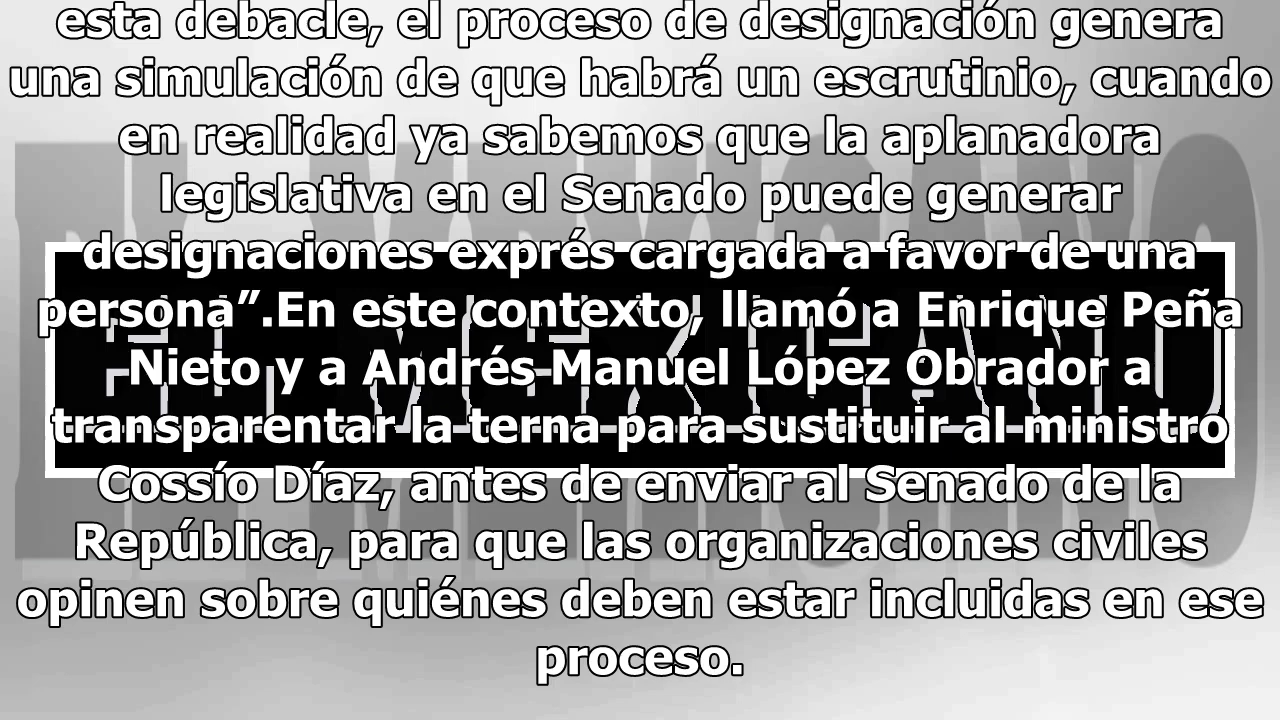 esta debacle, el proceso de designación genera
una simulación de que habrá un escrutinio, cuando
en realidad ya sabemos que la aplanadora
legislativa en el Senado puede generar
designaciones exprés cargada a favor de una
persona”.En este contexto, llamó a Enrique Peña
Nieto y a Andrés Manuel López Obrador a
transparentar la terna para sustituir al ministro
Cossío Díaz, antes de enviar al Senado de la
República, para que las organizaciones civiles
opinen sobre quiénes deben estar incluidas en ese
proceso.
EL MEXICANO